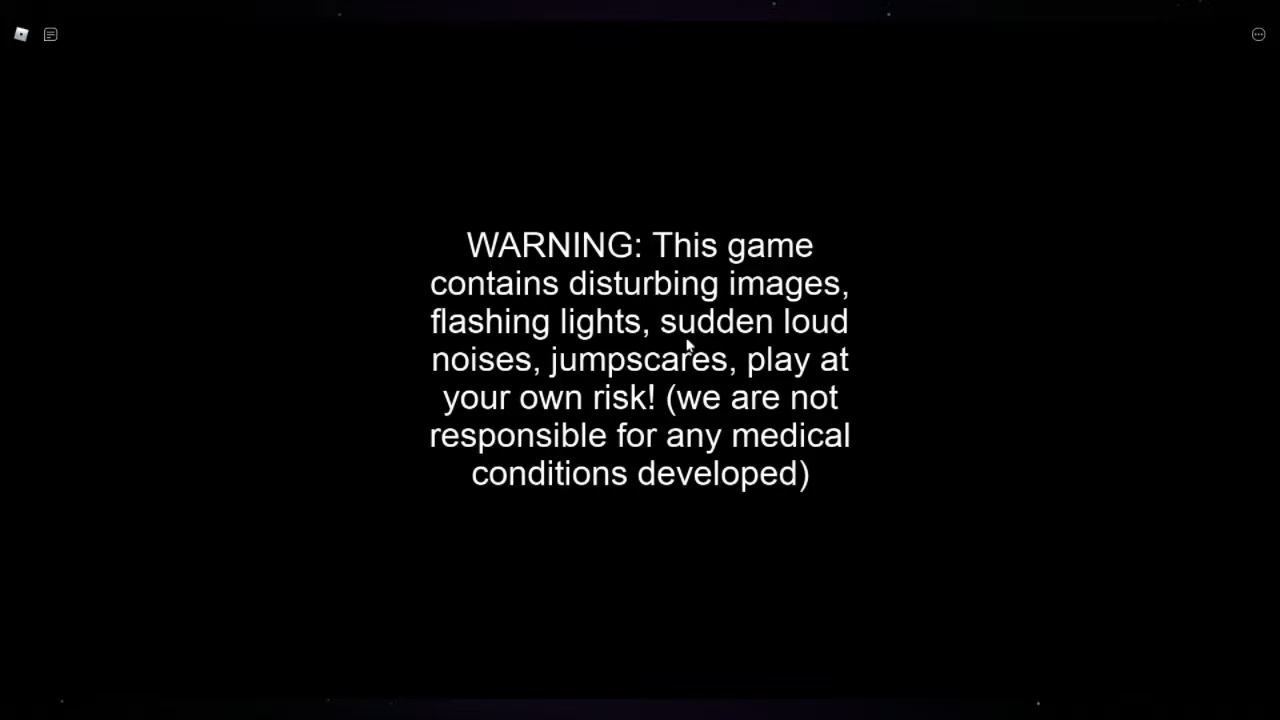 WARNING: This game
contains disturbing images,
flashing lights, sudden loud
noises, jumpscares, play at
your own risk! (we are not
responsible for any medical
conditions developed)